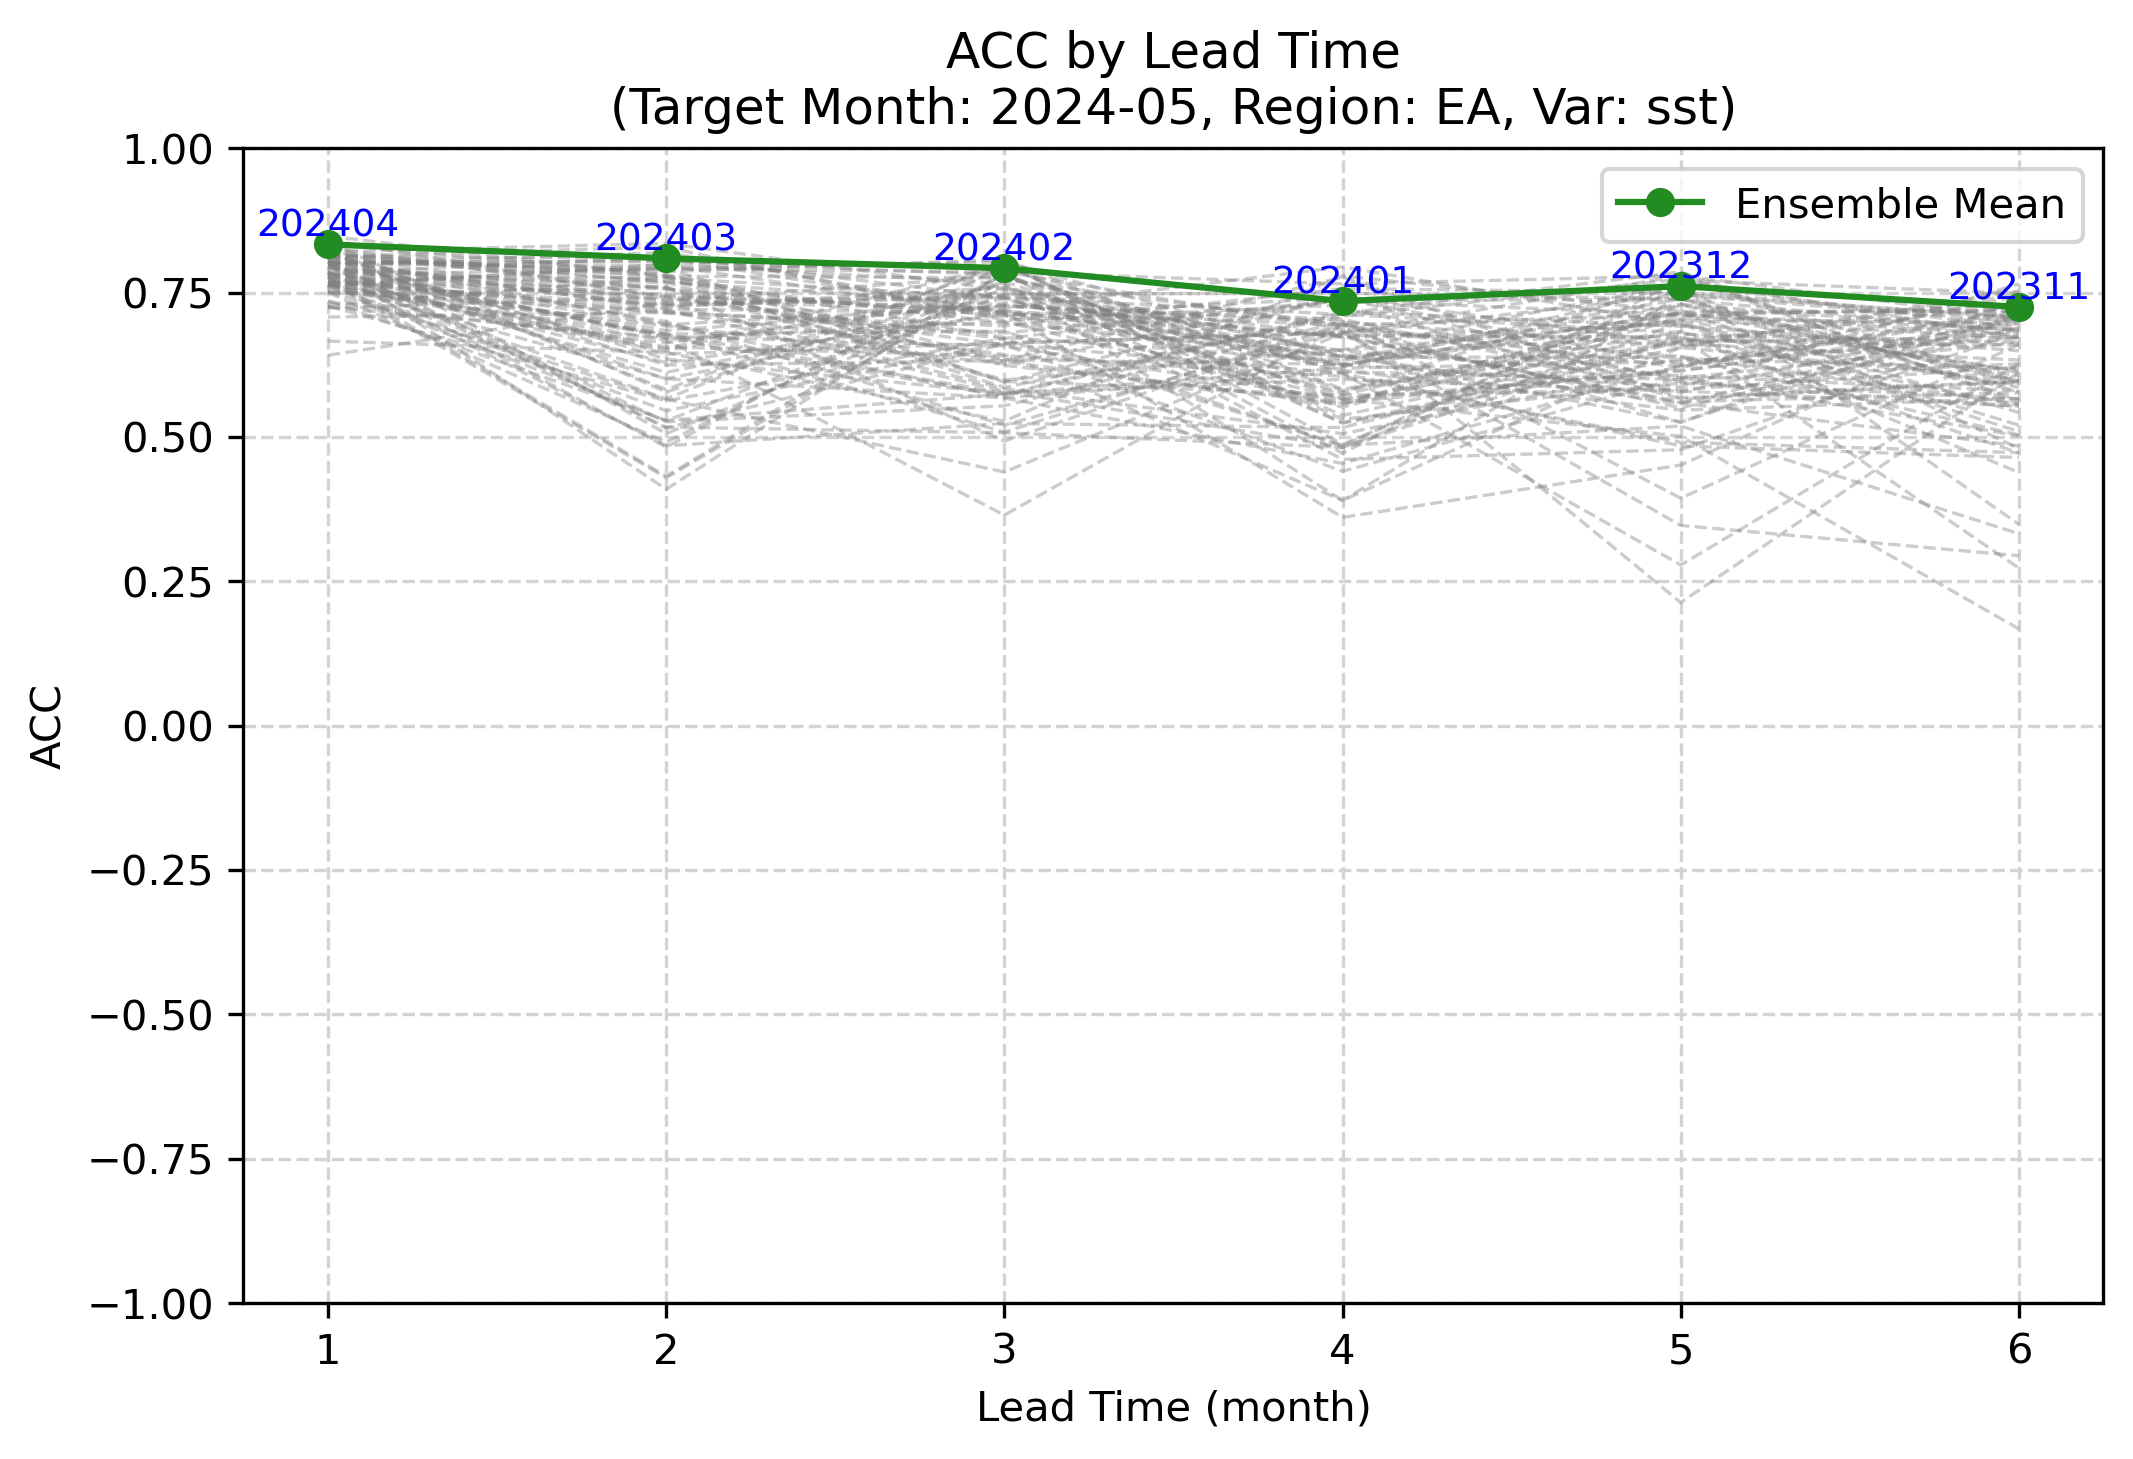 ACC by Lead Time
(Target Month: 2024-05, Region: EA, Var: sst)
1.00
0.75
0.50
0.25
0.00
−0.25
−0.50
−0.75
−1.00
ACC
202404
202403
202402
202401
202312
202311
Ensemble Mean
1 2 3 4 5 6
Lead Time (month)